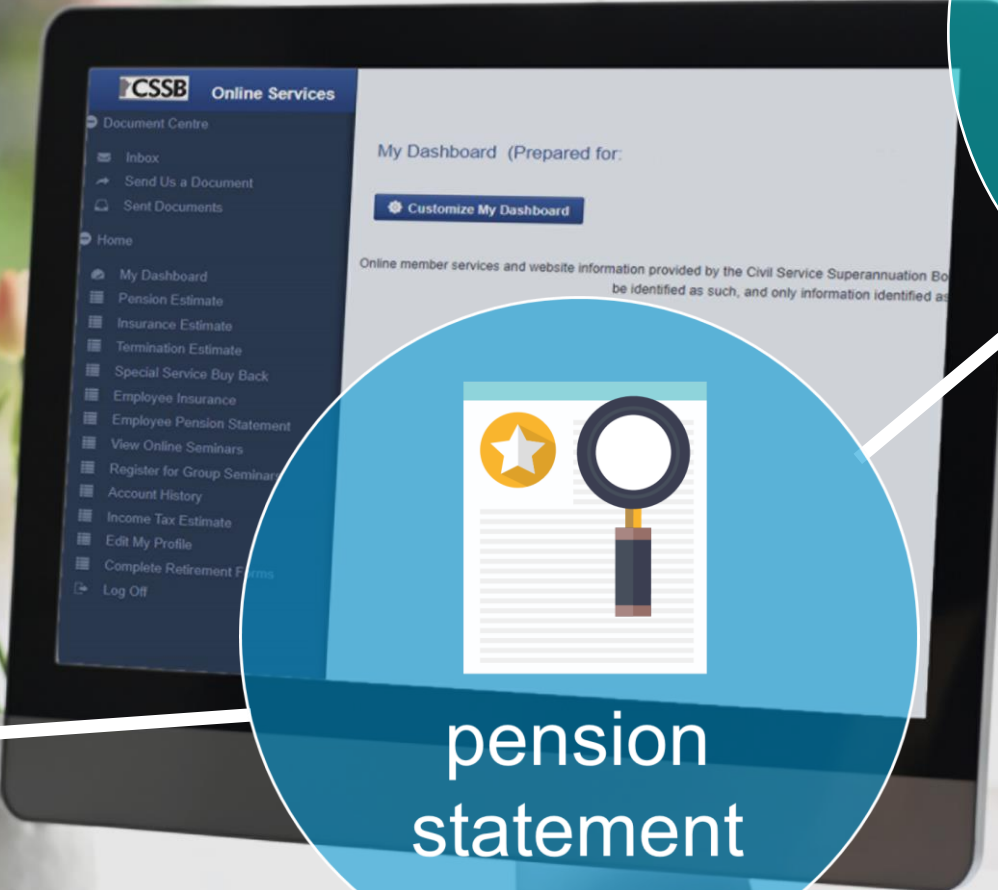 CSSB Online Services
Document Centre
Inbox
Send Us a Document
Sent Documents
Home
My Dashboard
Pension Estimate
Insurance Estimate
Termination Estimate
Special Service Buy Back
Employee Insurance
Employee Pension Statement
View Online Seminars
Register for Group Seminars
Account History
Income Tax Estimate
Edit My Profile
Complete Retirement Forms
Log Off
My Dashboard (Prepared for:
Customize My Dashboard
Online member services and website information provided by the Civil Service Superannuation Bo
be identified as such, and only information identified as
pension
statement